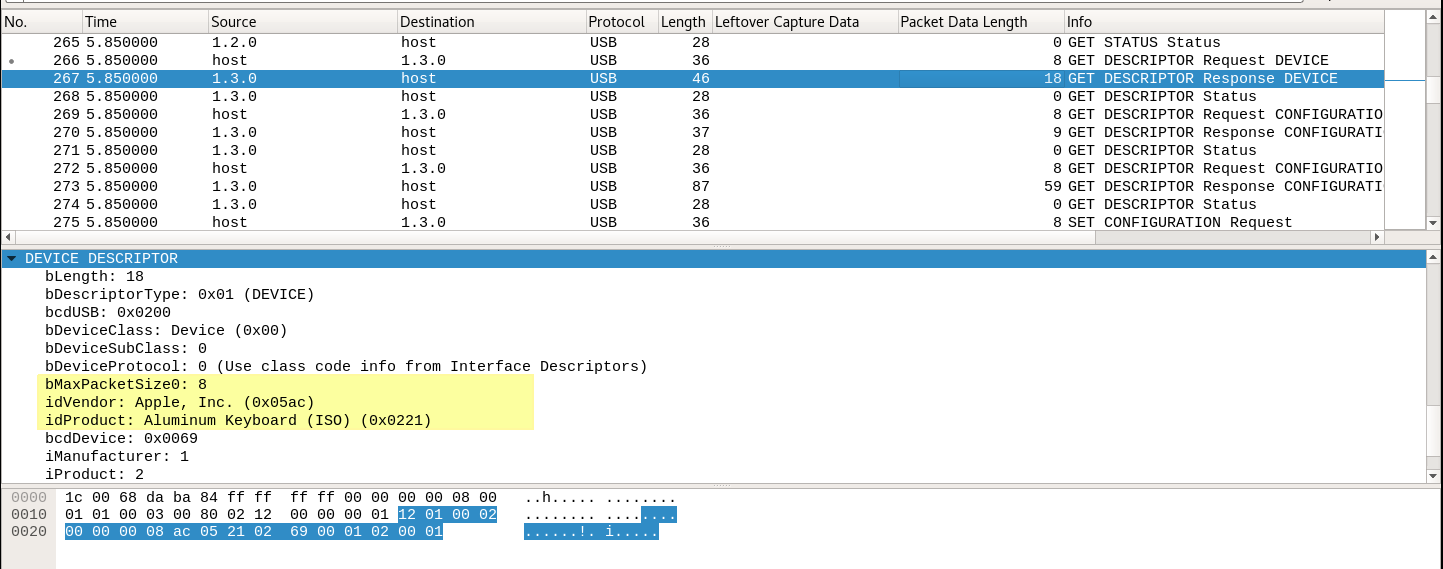 No. Time Source Destination Protocol Length Leftover Capture Data Packet Data Length Info
265 5.850000 1.2.0 host USB 28 0 GET STATUS Status
266 5.850000 host 1.3.0 USB 36 8 GET DESCRIPTOR Request DEVICE
267 5.850000 1.3.0 host USB 46 18 GET DESCRIPTOR Response DEVICE
268 5.850000 1.3.0 host USB 28 0 GET DESCRIPTOR Status
269 5.850000 host 1.3.0 USB 36 8 GET DESCRIPTOR Request CONFIGURATIO
270 5.850000 1.3.0 host USB 37 9 GET DESCRIPTOR Response CONFIGURATI
271 5.850000 1.3.0 host USB 28 0 GET DESCRIPTOR Status
272 5.850000 host 1.3.0 USB 36 8 GET DESCRIPTOR Request CONFIGURATIO
273 5.850000 1.3.0 host USB 87 59 GET DESCRIPTOR Response CONFIGURATI
274 5.850000 1.3.0 host USB 28 0 GET DESCRIPTOR Status
275 5.850000 host 1.3.0 USB 36 8 SET CONFIGURATION Request
DEVICE DESCRIPTOR
bLength: 18
bDescriptorType: 0x01 (DEVICE)
bcdUSB: 0x0200
bDeviceClass: Device (0x00)
bDeviceSubClass: 0
bDeviceProtocol: 0 (Use class code info from Interface Descriptors)
bMaxPacketSize0: 8
idVendor: Apple, Inc. (0x05ac)
idProduct: Aluminum Keyboard (ISO) (0x0221)
bcdDevice: 0x0069
iManufacturer: 1
iProduct: 2
0000 1c 00 68 da ba 84 ff ff ff ff 00 00 00 00 08 00 ..h..... ........
0010 01 01 00 03 00 80 02 12 00 00 00 01 12 01 00 02 ........ ........
0020 00 00 00 08 ac 05 21 02 69 00 01 02 00 01 ......!. i.....